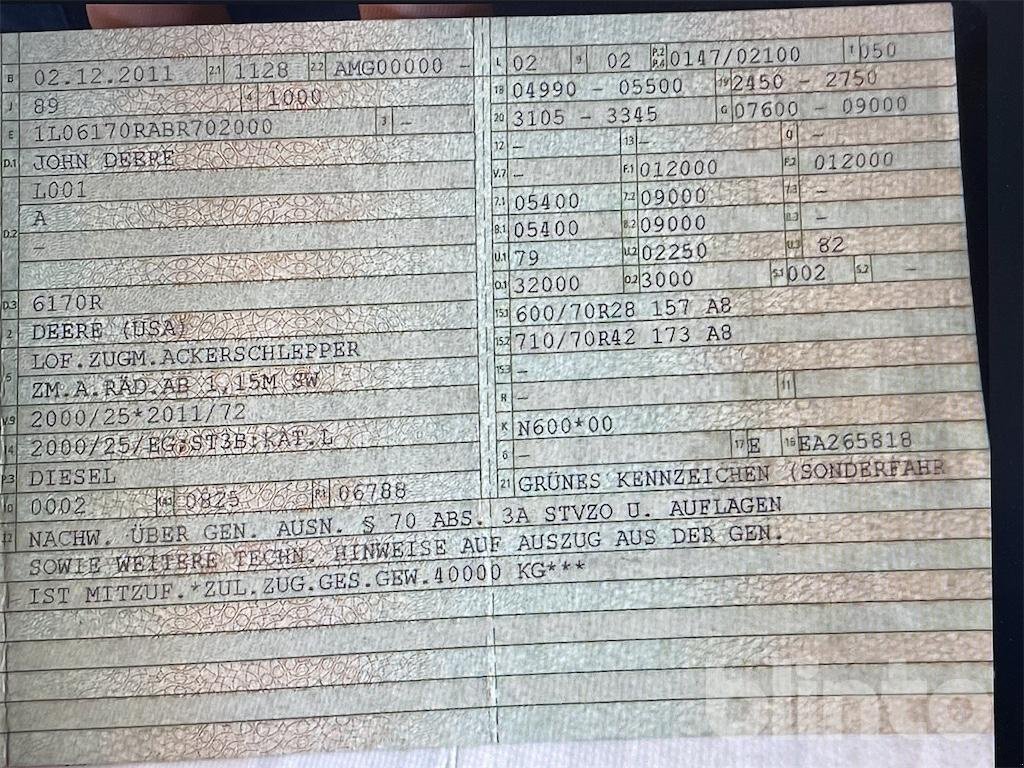 B 02.12.2011 2.1 1128 2.2 AMG00000 -
J 89 4 1000
E 1L06170RABR702000 3 -
D.1 JOHN DEERE
L001
D.2 A
-
D.3 6170R
2 DEERE (USA)
LOF.ZUGM.ACKERSCHLEPPER
5 ZM.A.RÄD.AB 1,15M SW
V.9 2000/25*2011/72
14 2000/25/EG;ST3B;KAT.L
P.3 DIESEL
10 0002 14.1 0825 P.1 06788
L 02 9 02 P.2 P.4 0147/02100 T 050
18 04990 - 05500 19 2450 - 2750
20 3105 - 3345 G 07600 - 09000
12 - 13 - Q -
V.7 - F.1 012000 F.2 012000
7.1 05400 7.2 09000 7.3 -
8.1 05400 8.2 09000 8.3 -
U.1 79 U.2 02250 U.3 82
O.1 32000 O.2 3000 S.1 002 S.2 -
15.1 600/70R28 157 A8
15.2 710/70R42 173 A8
15.3 -
R - 11
K N600*00
6 - 17 E 16 EA265818
21 GRÜNES KENNZEICHEN (SONDERFAHR
22 NACHW. ÜBER GEN. AUSN. § 70 ABS. 3A STVZO U. AUFLAGEN
SOWIE WEITERE TECHN. HINWEISE AUF AUSZUG AUS DER GEN.
IST MITZUF.*ZUL.ZUG.GES.GEW.40000 KG***
blinto